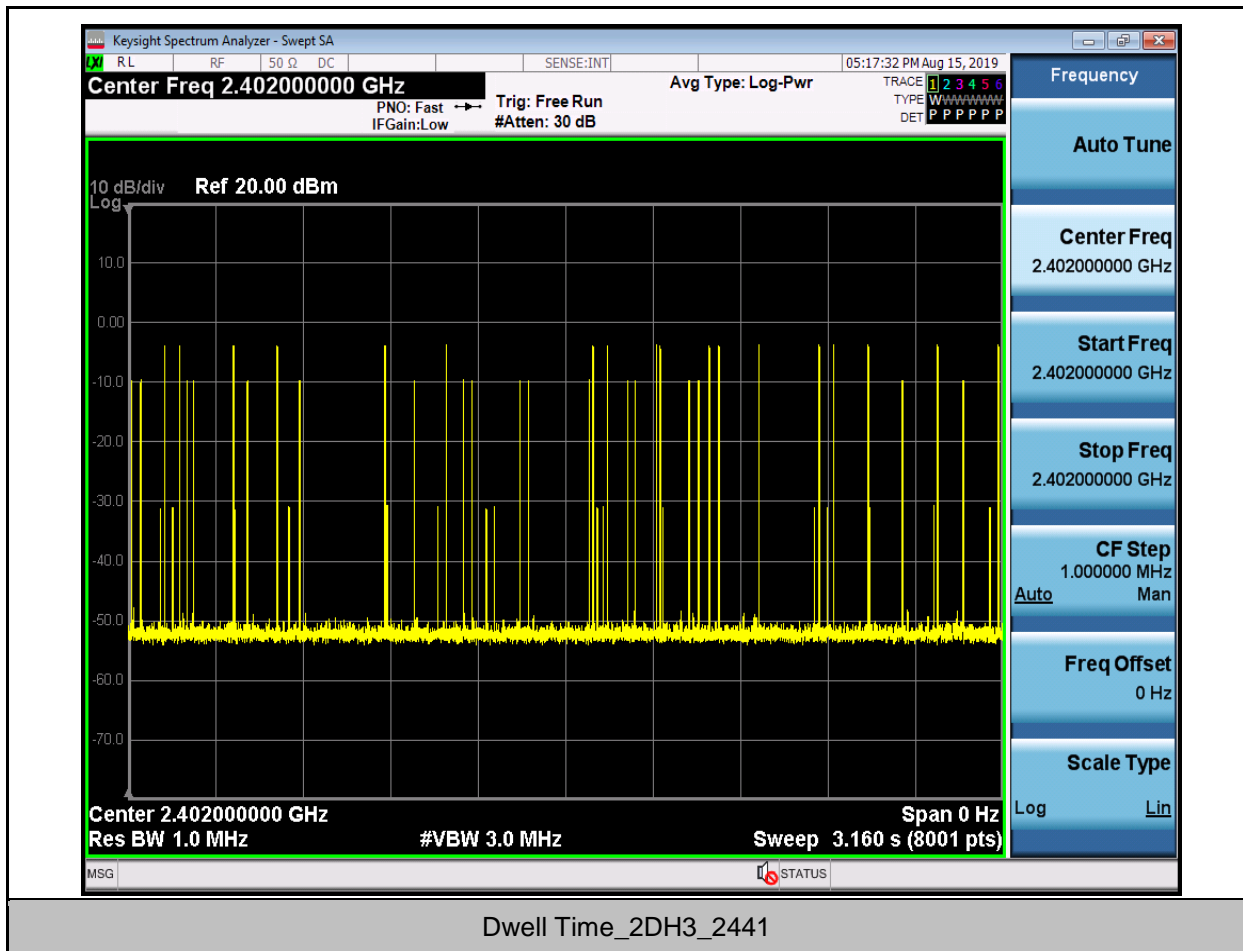 Keysight Spectrum Analyzer - Swept SA
LXI RL RF 50 Ω DC SENSE:INT 05:17:32 PM Aug 15, 2019
Center Freq 2.402000000 GHz
PNO: Fast
IFGain:Low
Trig: Free Run
#Atten: 30 dB
Avg Type: Log-Pwr
TRACE 1 2 3 4 5 6
TYPE WWWWWW
DET P P P P P P
10 dB/div Ref 20.00 dBm
Log
10.0
0.00
-10.0
-20.0
-30.0
-40.0
-50.0
-60.0
-70.0
Center 2.402000000 GHz Span 0 Hz
Res BW 1.0 MHz #VBW 3.0 MHz Sweep 3.160 s (8001 pts)
MSG STATUS
Frequency
Auto Tune
Center Freq
2.402000000 GHz
Start Freq
2.402000000 GHz
Stop Freq
2.402000000 GHz
CF Step
1.000000 MHz
Auto Man
Freq Offset
0 Hz
Scale Type
Log Lin
Dwell Time_2DH3_2441